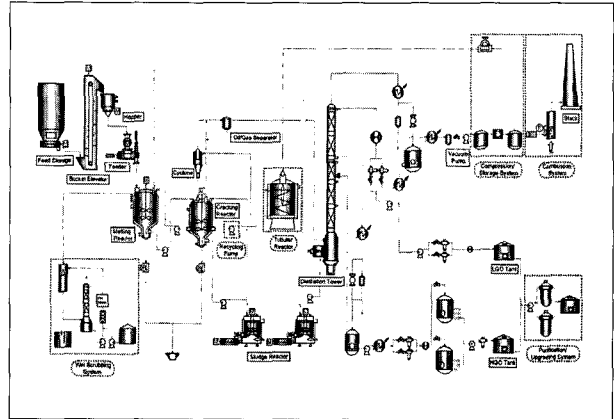 Feed Storage
Bucket Elevator
Hopper
Feeder
Melting Reactor
Wet Scrubbing System
Cyclone
Cracking Reactor
Recycling Pump
Oil/Gas Separator
Tubular Reactor
Sludge Reactor
Distillation Tower
Vacuum Pump
Compression/ Storage System
Combustion System
Stack
LGO Tank
HGO Tank
Purification/ Upgrading System